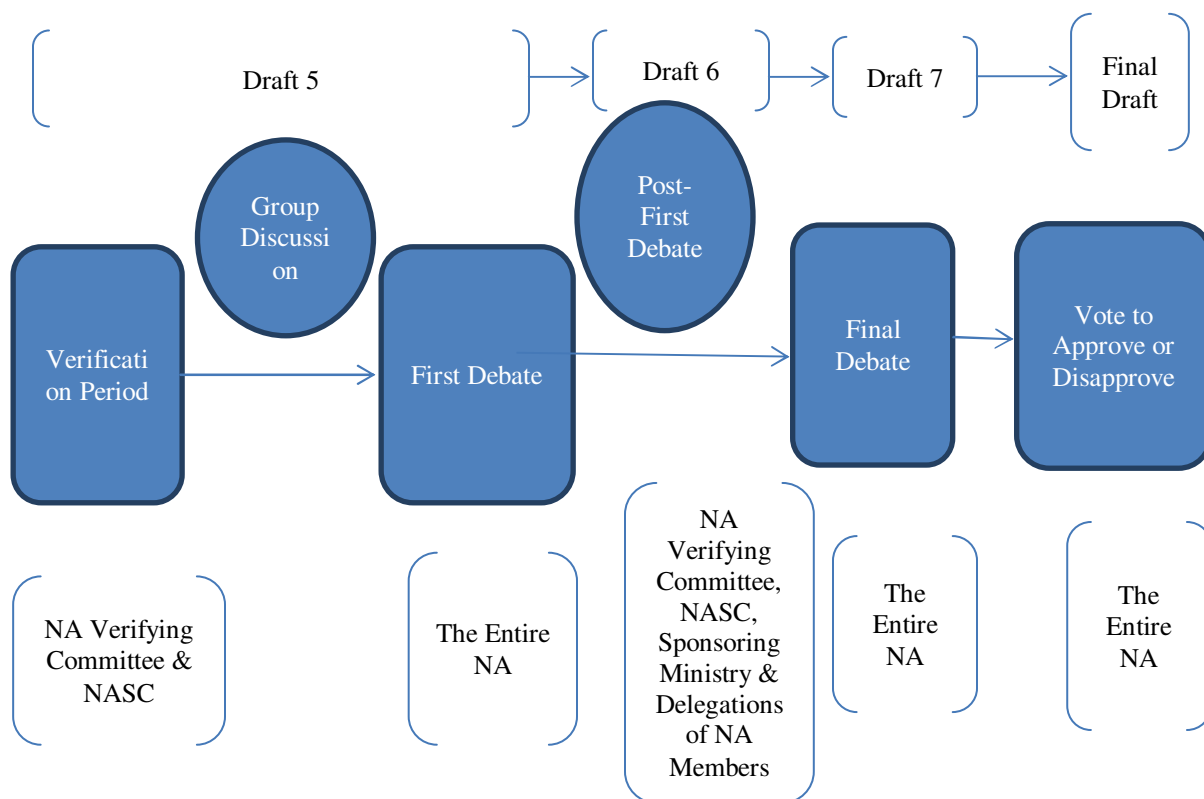 Draft 5
Draft 6
Draft 7
Final
Draft
Group
Discussi
on
Post-
First
Debate
Verificati
on Period
First Debate
Final
Debate
Vote to
Approve or
Disapprove
NA Verifying
Committee &
NASC
The Entire
NA
NA
Verifying
Committee,
NASC,
Sponsoring
Ministry &
Delegations
of NA
Members
The
Entire
NA
The
Entire
NA